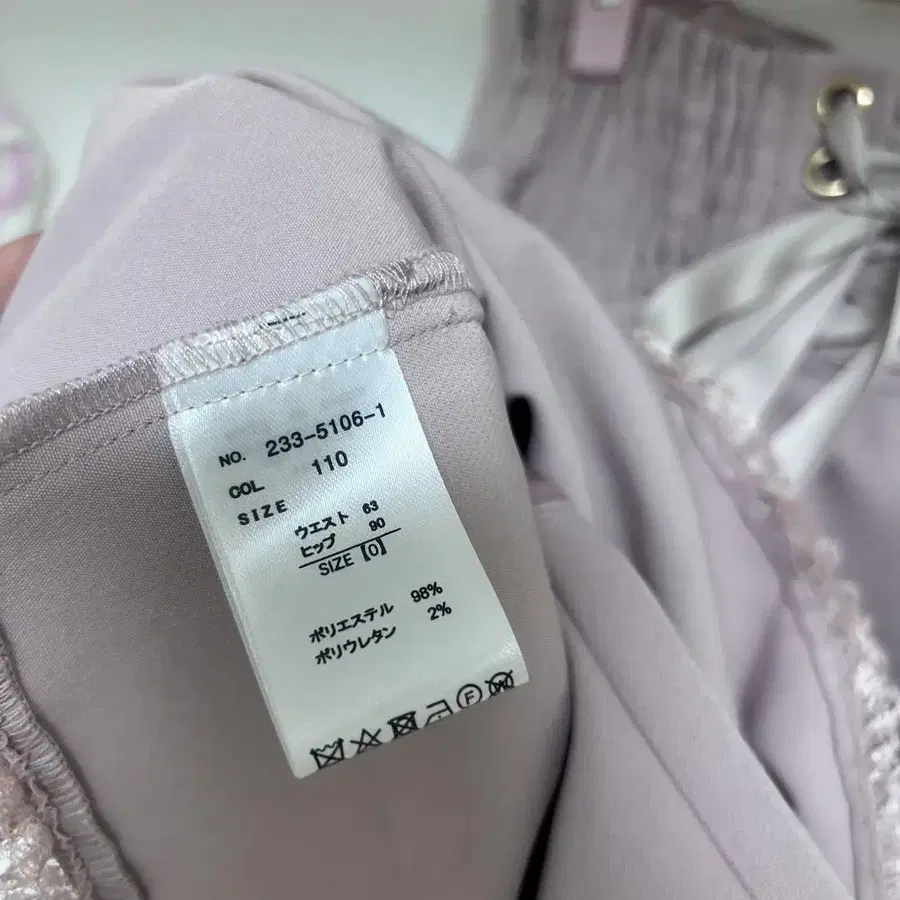 NO. 233-5106-1
COL 110
SIZE
ウエスト 63
ヒップ 90
SIZE【0】
ポリエステル 98%
ポリウレタン 2%
F
W